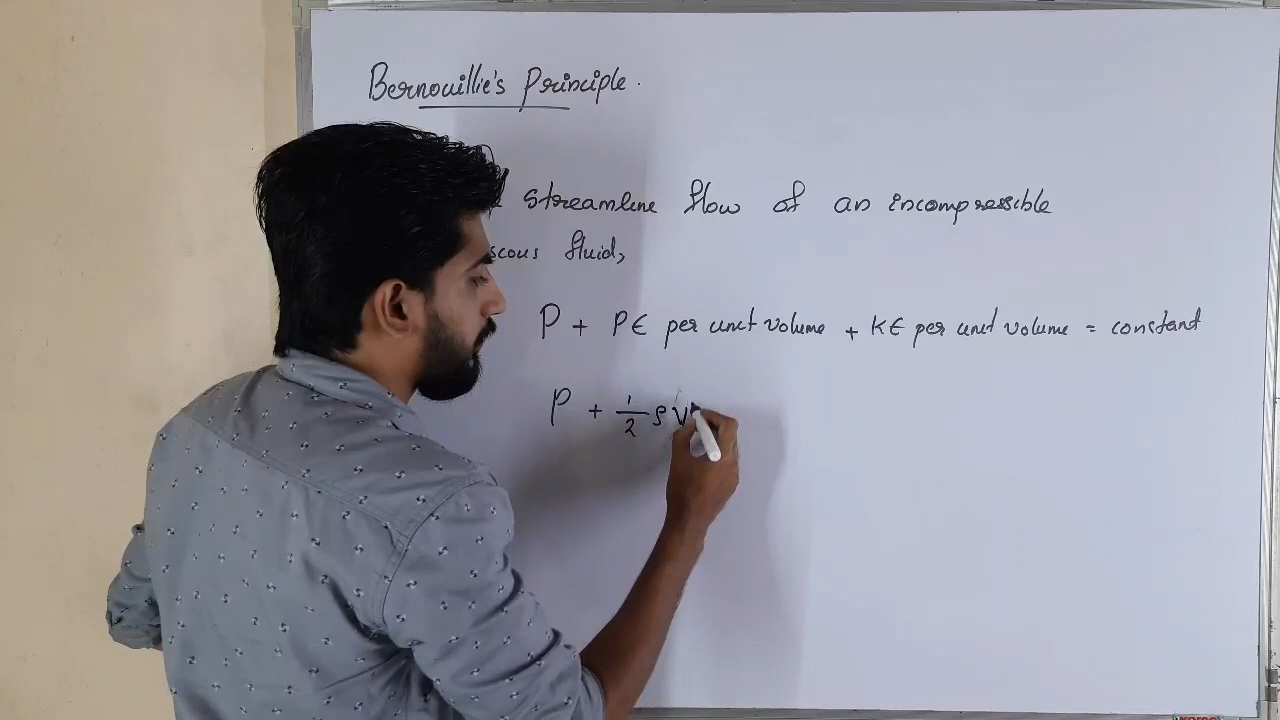 Bernouillie's Principle.
streamline flow of an incompressible
scous fluid,
P + PE per unit volume + KE per unit volume = constant
P + 1/2 ρ v